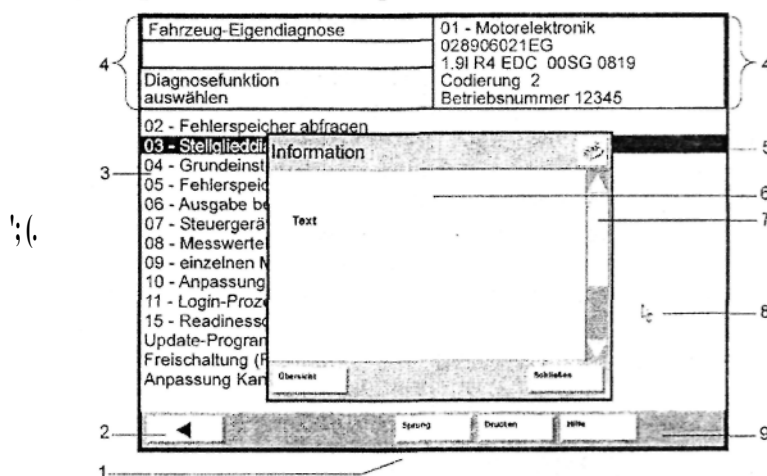 Fahrzeug-Eigendiagnose
Diagnosefunktion
auswählen
01 - Motorelektronik
028906021EG
1.9l R4 EDC 00SG 0819
Codierung 2
Betriebsnummer 12345
4
4
02 - Fehlerspeicher abfragen
03 - Stellglieddia
04 - Grundeinst
05 - Fehlerspeic
06 - Ausgabe be
07 - Steuergerä
08 - Messwerte
09 - einzelnen M
10 - Anpassung
11 - Login-Proze
15 - Readinessc
Update-Program
Freischaltung (F
Anpassung Kan
Information
Text
Übersicht
Schließen
3
5
6
7
8
Sprung
Drucken
Hilfe
2
9
1